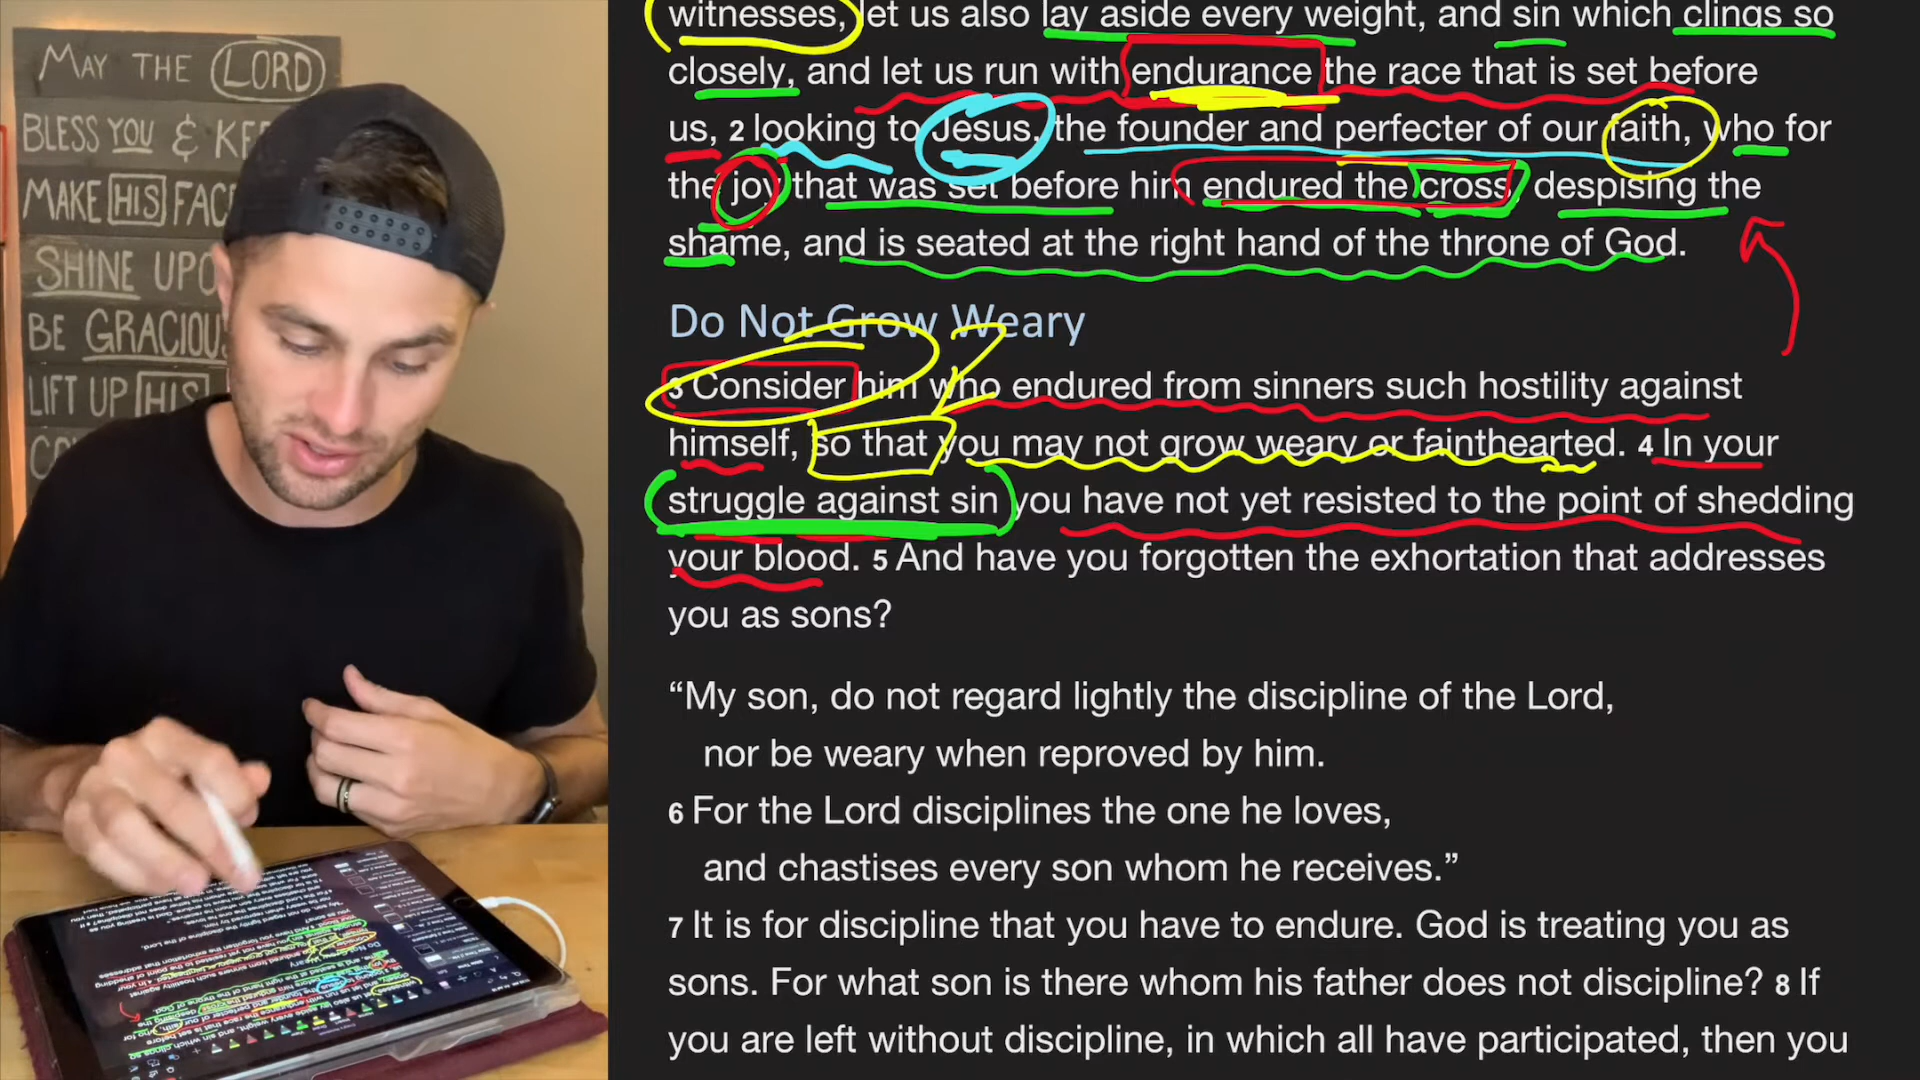 MAY THE LORD
BLESS YOU & KE
MAKE HIS FAC
SHINE UPO
BE GRACIOU
LIFT UP HIS
CO
witnesses, let us also lay aside every weight, and sin which clings so
closely, and let us run with endurance the race that is set before
us, 2 looking to Jesus, the founder and perfecter of our faith, who for
the joy that was set before him endured the cross, despising the
shame, and is seated at the right hand of the throne of God.
Do Not Grow Weary
3 Consider him who endured from sinners such hostility against
himself, so that you may not grow weary or fainthearted. 4 In your
struggle against sin you have not yet resisted to the point of shedding
your blood. 5 And have you forgotten the exhortation that addresses
you as sons?
“My son, do not regard lightly the discipline of the Lord,
nor be weary when reproved by him.
6 For the Lord disciplines the one he loves,
and chastises every son whom he receives.”
7 It is for discipline that you have to endure. God is treating you as
sons. For what son is there whom his father does not discipline? 8 If
you are left without discipline, in which all have participated, then you